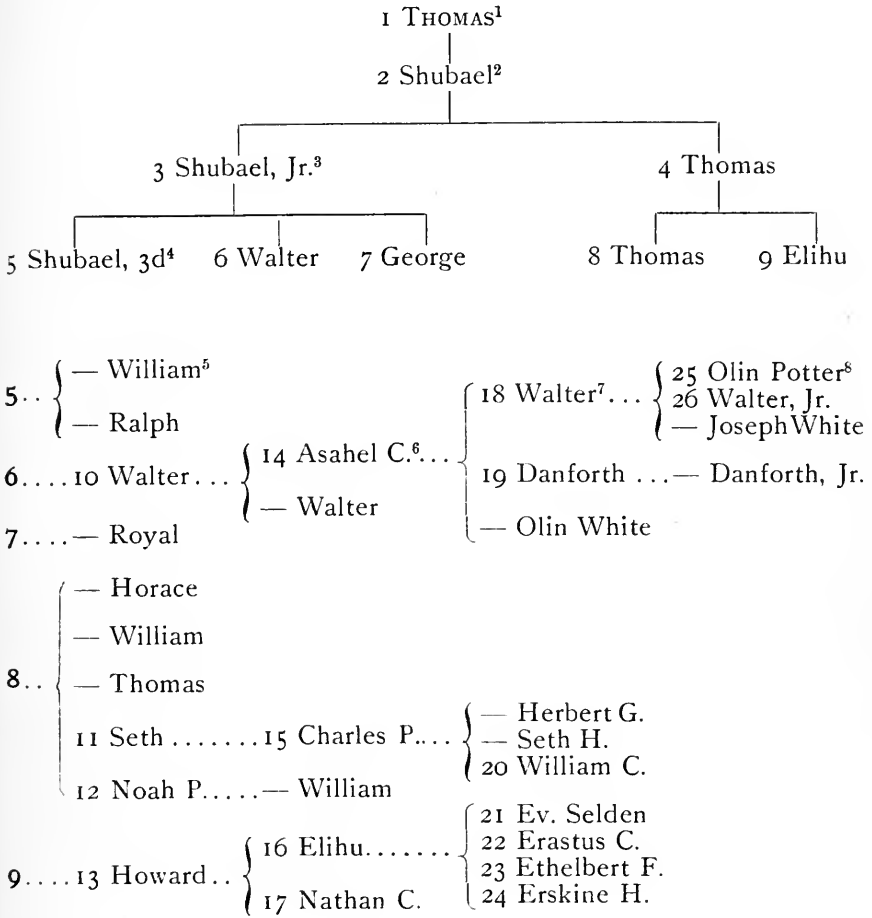 1 THOMAS¹
2 Shubael²
3 Shubael, Jr.³ 4 Thomas
5 Shubael, 3d⁴ 6 Walter 7 George 8 Thomas 9 Elihu
— William⁵
5..
— Ralph
18 Walter⁷... 25 Olin Potter⁸
26 Walter, Jr.
— Joseph White
6....10 Walter... 14 Asahel C.⁶...
— Walter
19 Danforth ...— Danforth, Jr.
— Olin White
7....— Royal
— Horace
— William
8.. — Thomas
11 Seth .......15 Charles P....
— Herbert G.
— Seth H.
20 William C.
12 Noah P.....— William
9....13 Howard.. 16 Elihu.......
17 Nathan C.
21 Ev. Selden
22 Erastus C.
23 Ethelbert F.
24 Erskine H.